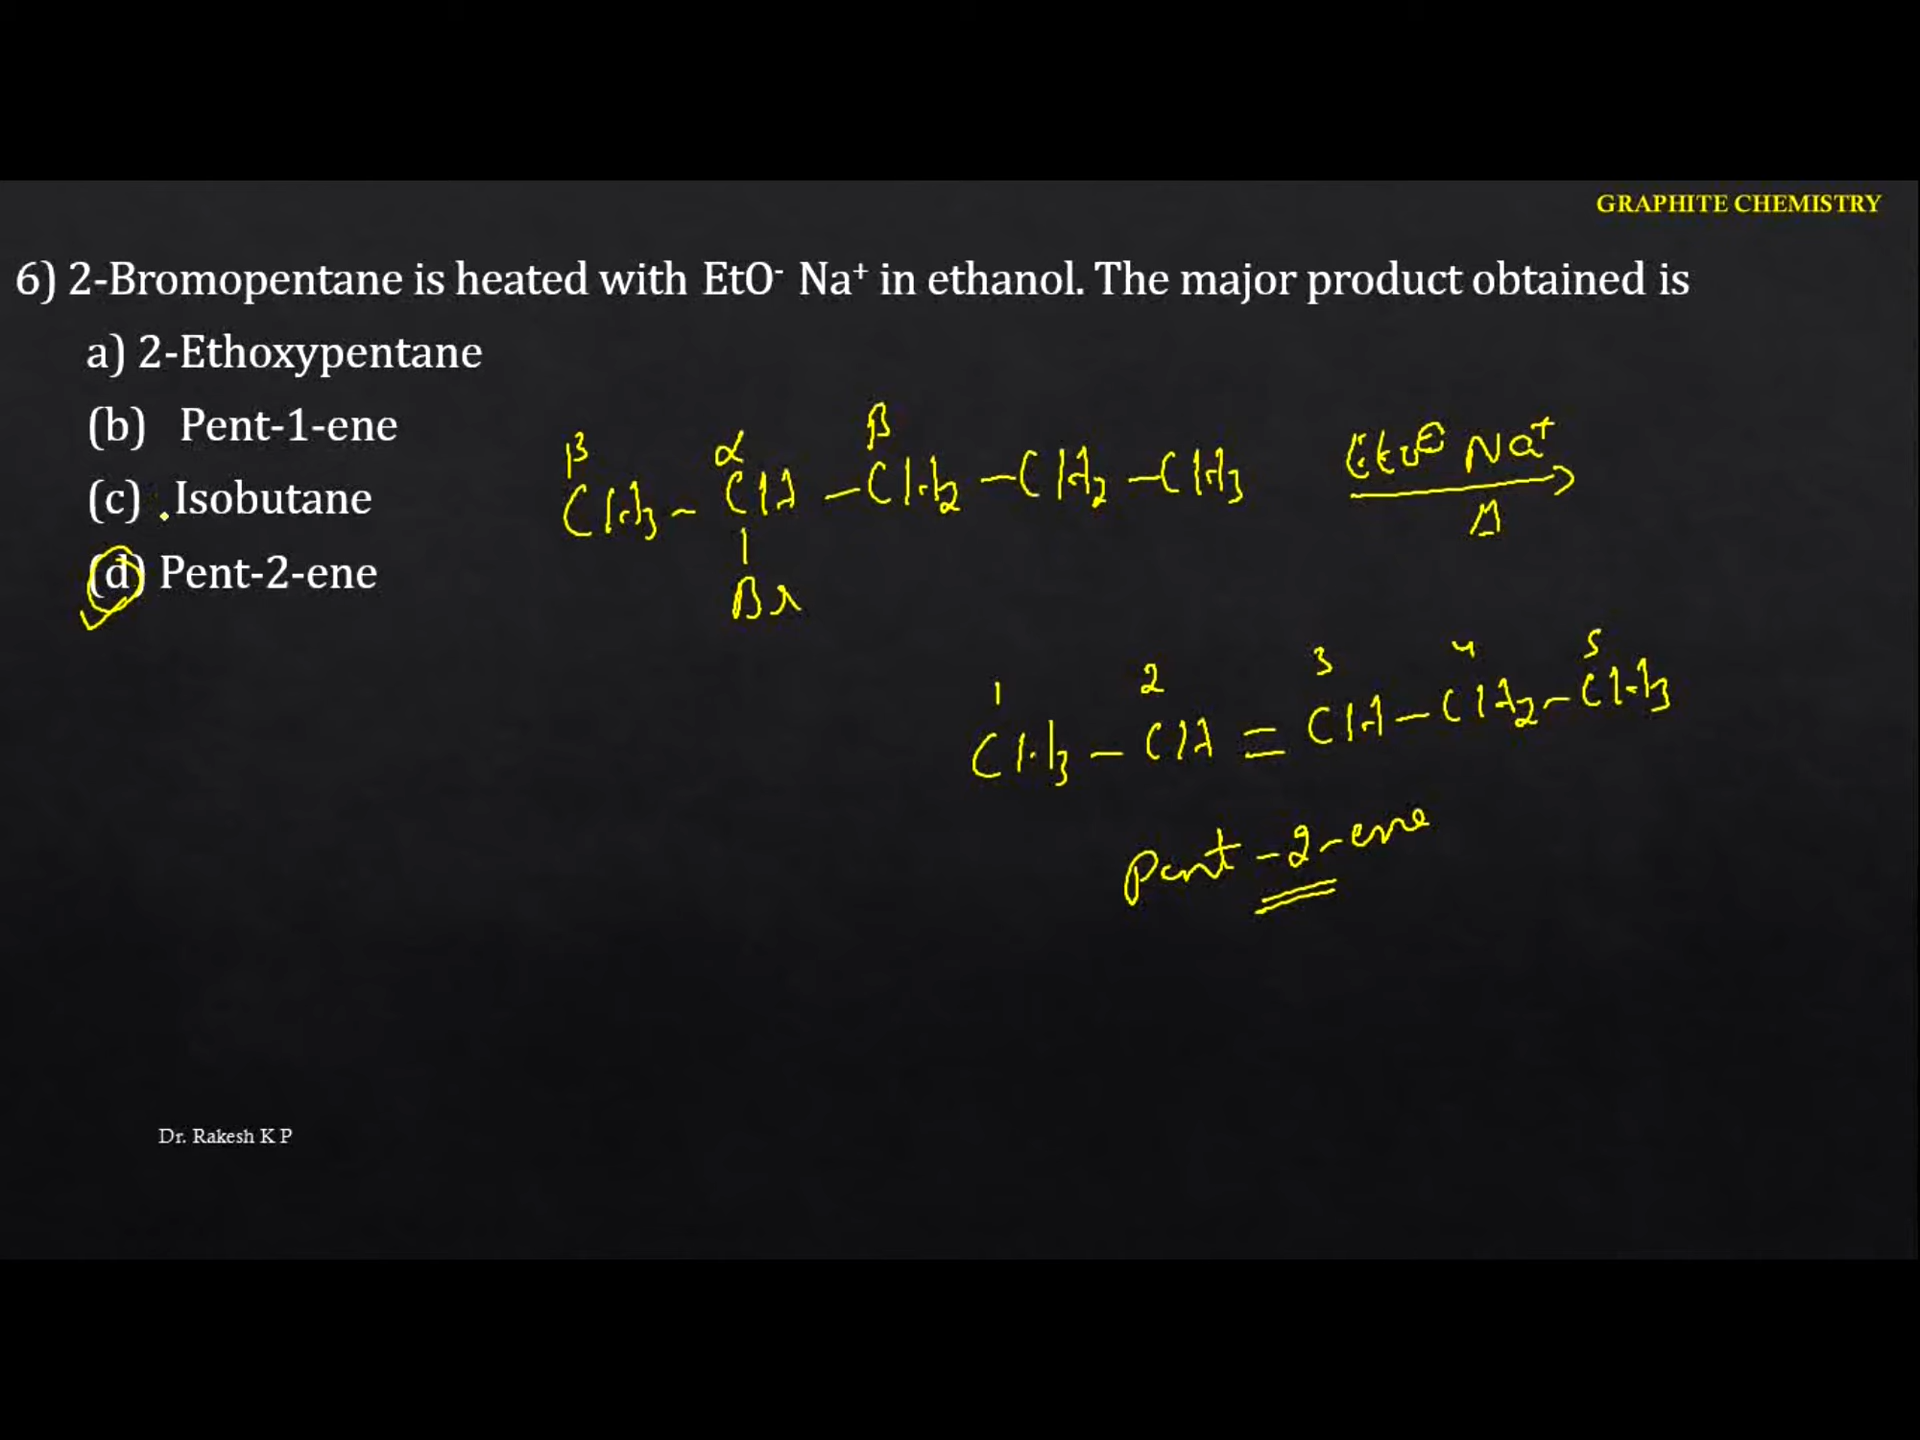 GRAPHITE CHEMISTRY
6) 2-Bromopentane is heated with EtO⁻ Na⁺ in ethanol. The major product obtained is
a) 2-Ethoxypentane
(b) Pent-1-ene
(c) Isobutane
(d) Pent-2-ene
β α β
CH₃ - CH - CH₂ - CH₂ - CH₃ EtO⊖ Na⁺
Δ
|
Br
1 2 3 4 5
CH₃ - CH = CH - CH₂ - CH₃
Pent-2-ene
Dr. Rakesh K P